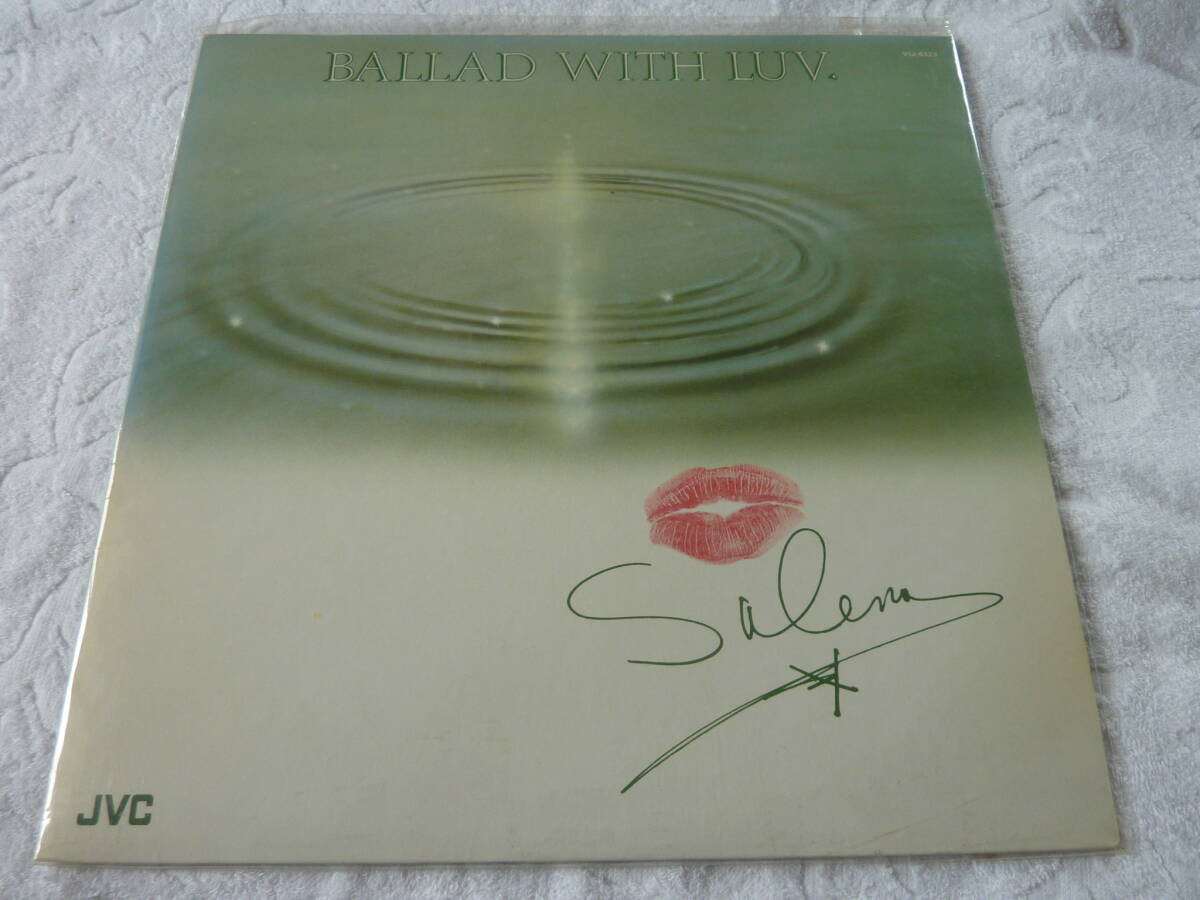 BALLAD WITH LUV.
Salena
JVC